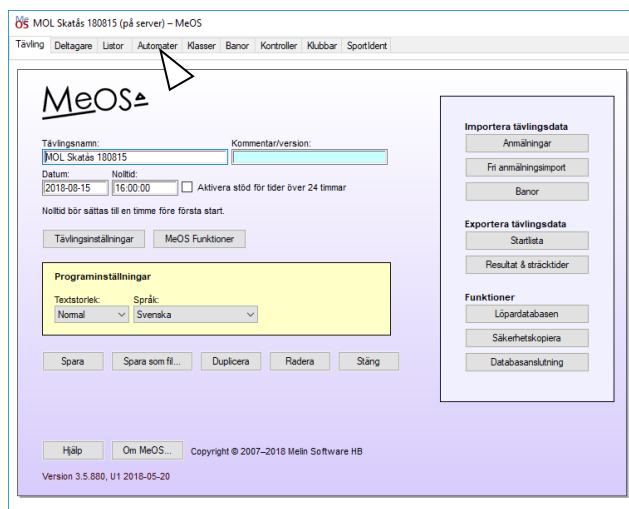 MeOS MOL Skatås 180815 (på server) – MeOS
Tävling Deltagare Listor Automater Klasser Banor Kontroller Klubbar SportIdent
MeOS
Tävlingsnamn: Kommentar/version:
MOL Skatås 180815
Datum: Nolltid:
2018-08-15 16:00:00 Aktivera stöd för tider över 24 timmar
Nolltid bör sättas till en timme före första start.
Tävlingsinställningar MeOS Funktioner
Programinställningar
Textstorlek: Språk:
Normal Svenska
Spara Spara som fil... Duplicera Radera Stäng
Importera tävlingsdata
Anmälningar
Fri anmälningsimport
Banor
Exportera tävlingsdata
Startlista
Resultat & sträcktider
Funktioner
Löpardatabasen
Säkerhetskopiera
Databasanslutning
Hjälp Om MeOS... Copyright © 2007–2018 Melin Software HB
Version 3.5.880, U1 2018-05-20